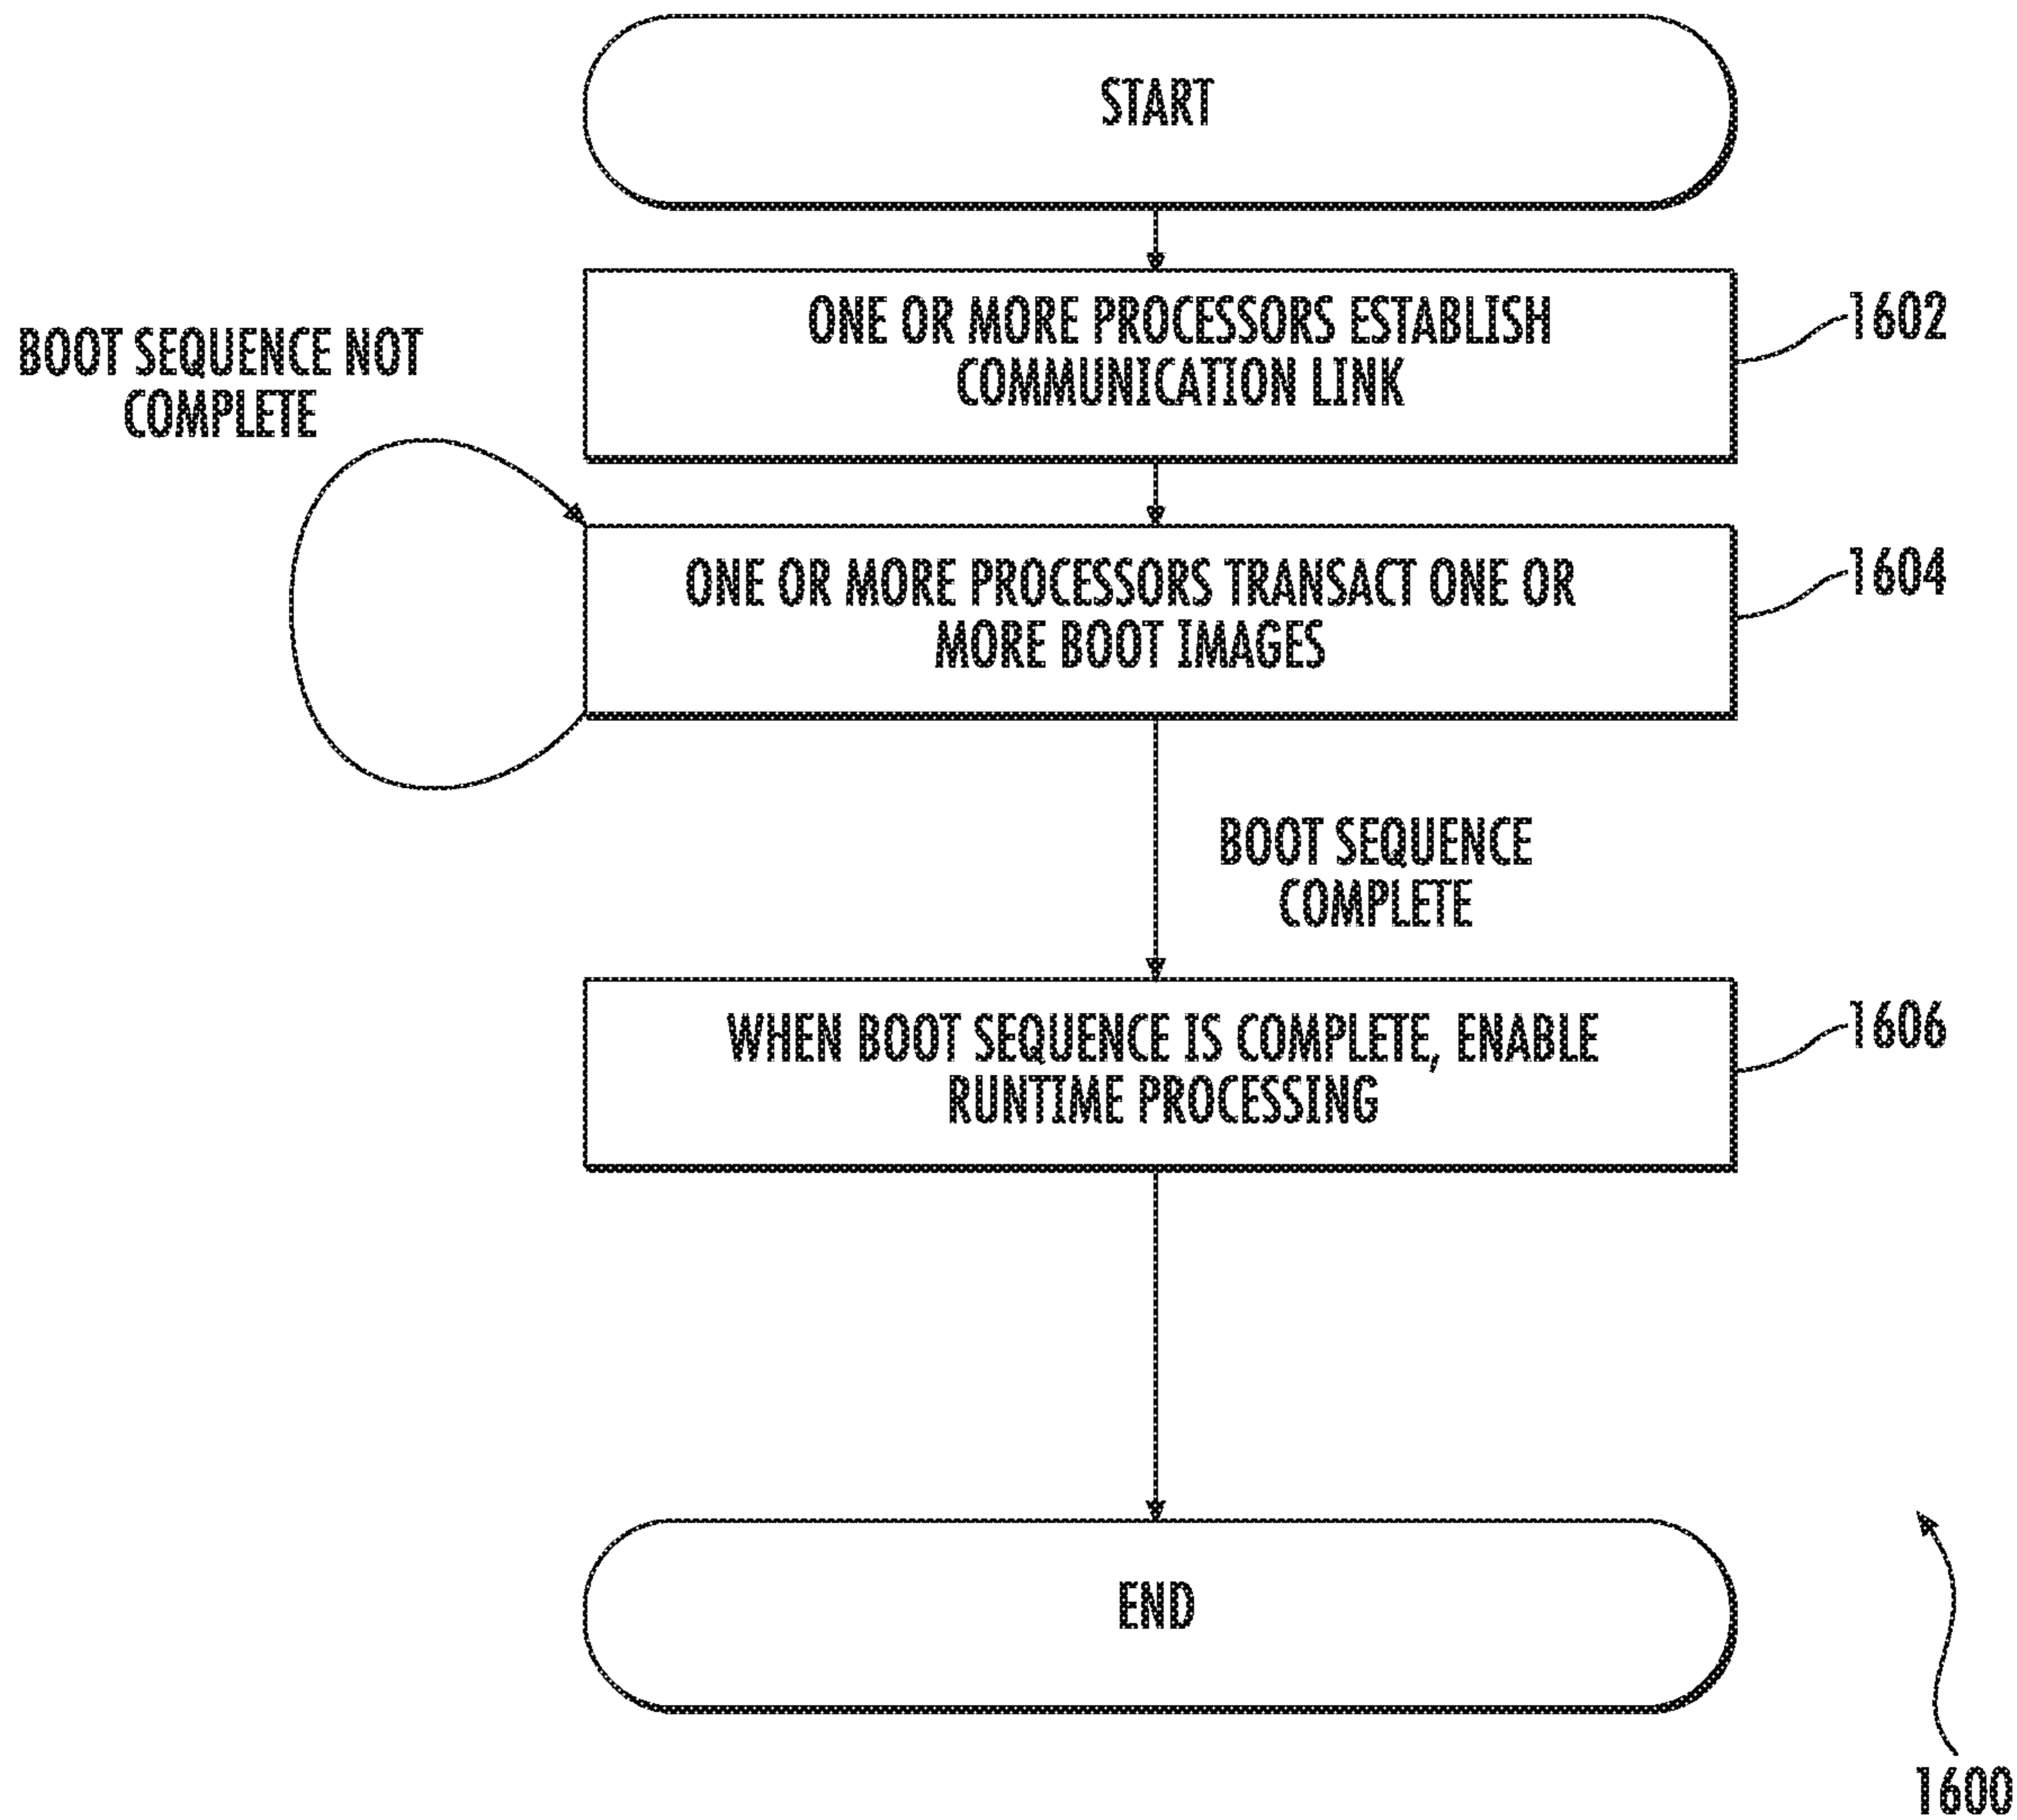 START
ONE OR MORE PROCESSORS ESTABLISH
COMMUNICATION LINK
1602
BOOT SEQUENCE NOT
COMPLETE
ONE OR MORE PROCESSORS TRANSACT ONE OR
MORE BOOT IMAGES
1604
BOOT SEQUENCE
COMPLETE
WHEN BOOT SEQUENCE IS COMPLETE, ENABLE
RUNTIME PROCESSING
1606
END
1600